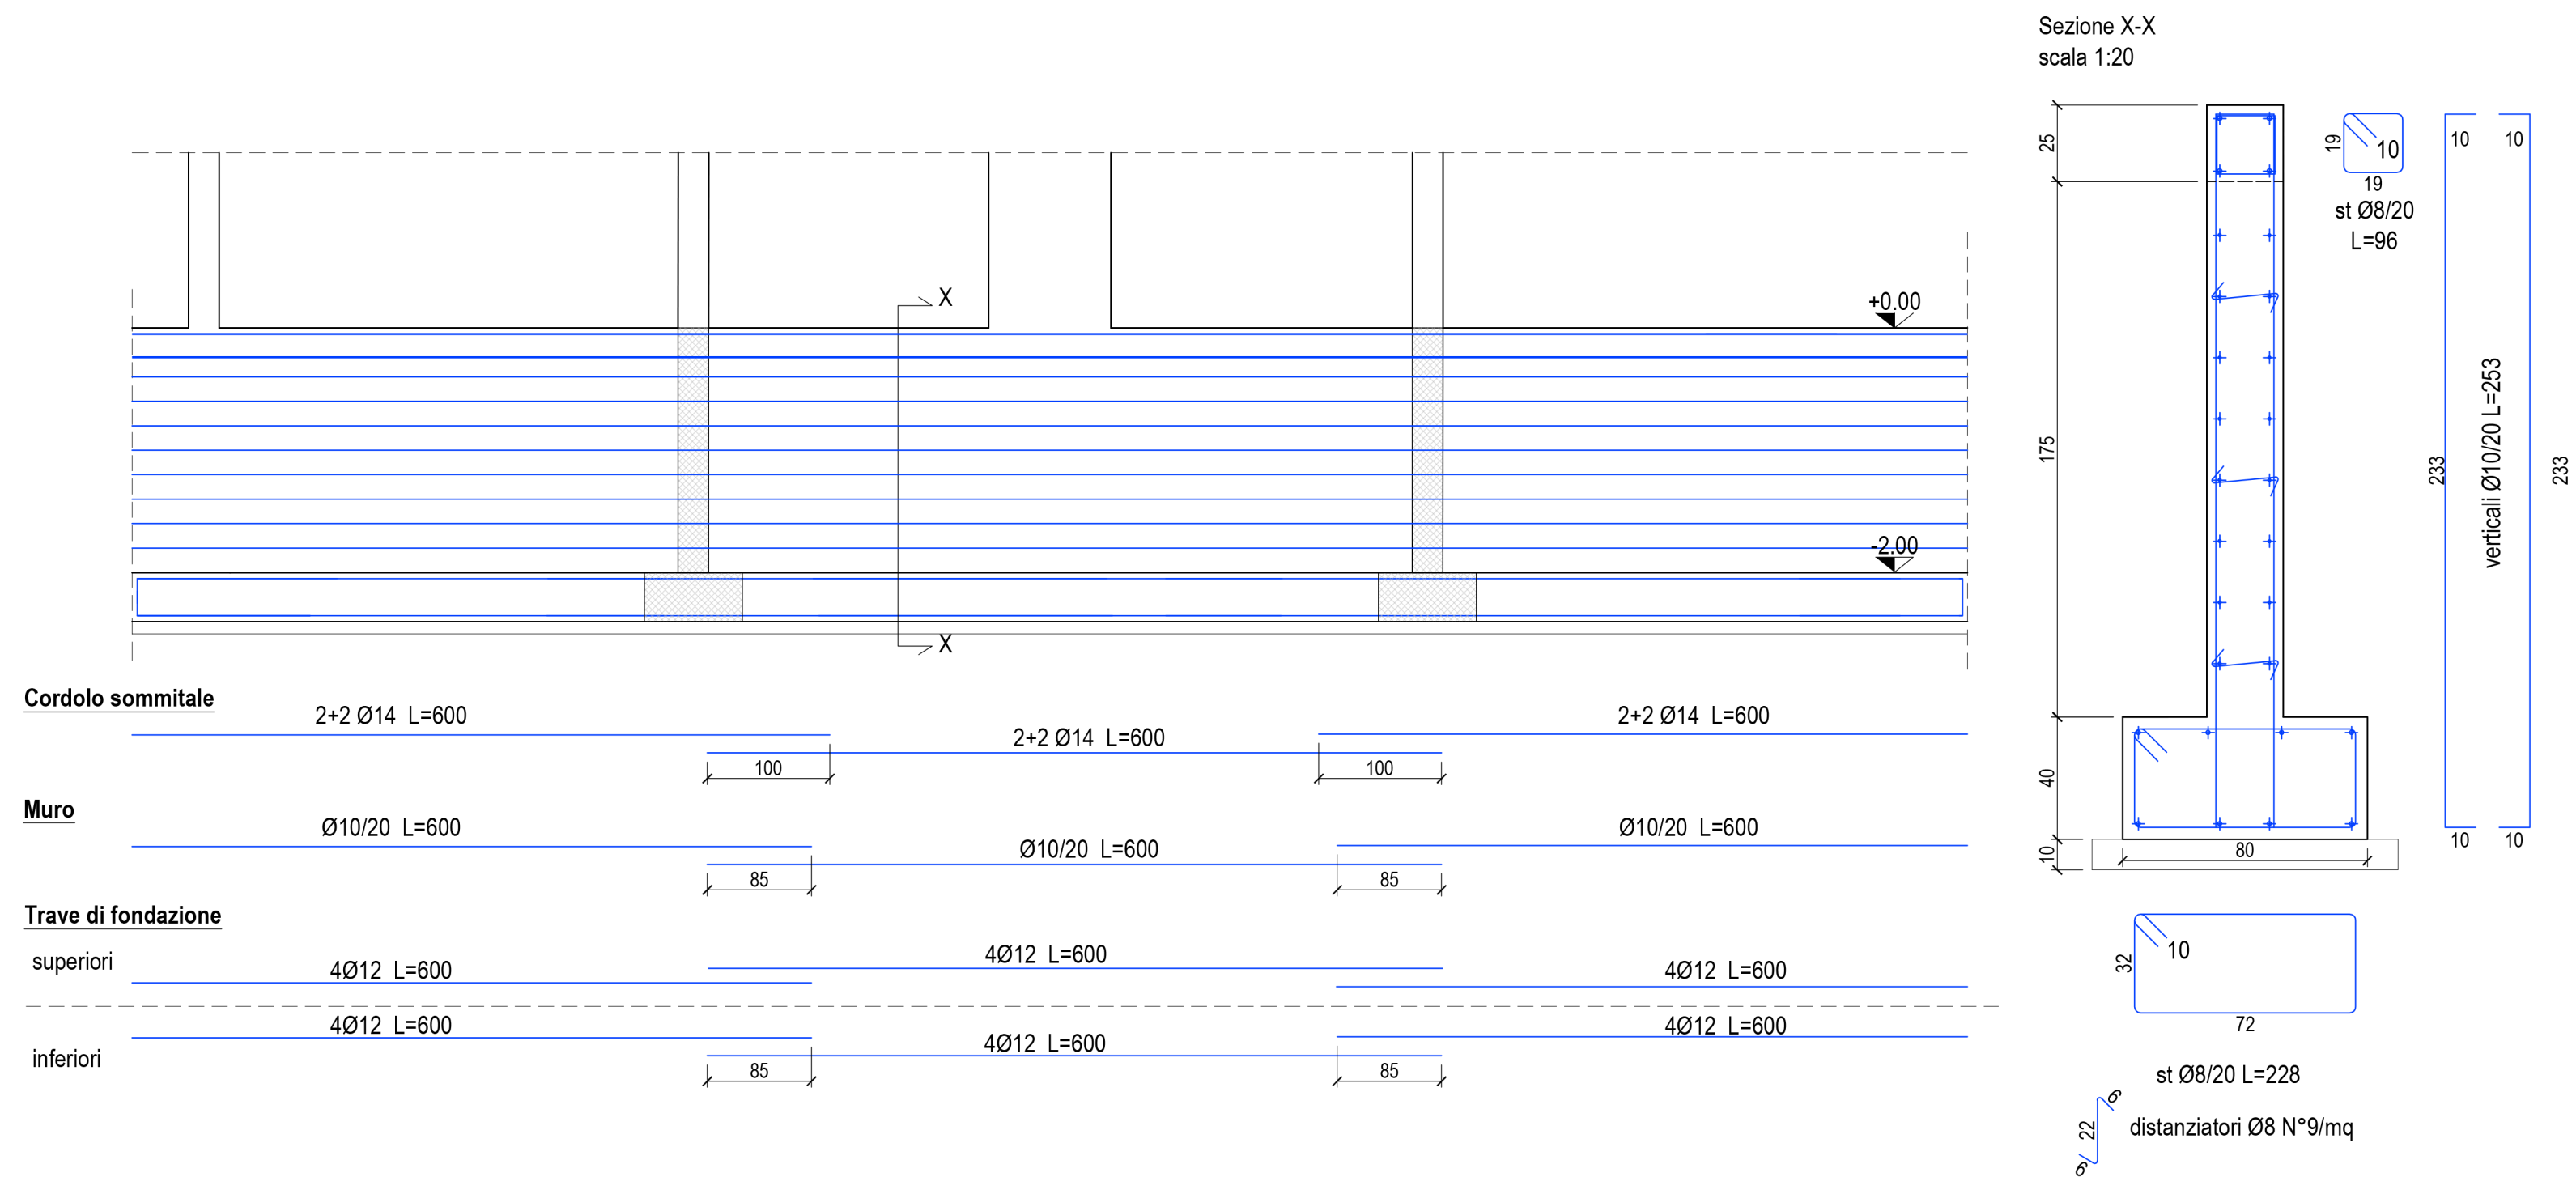 Sezione X-X
scala 1:20
25
175
40
10
80
19
10
19
st Ø8/20
L=96
10
10
233
verticali Ø10/20 L=253
233
10
10
X
X
+0.00
-2.00
Cordolo sommitale
2+2 Ø14 L=600
2+2 Ø14 L=600
2+2 Ø14 L=600
100
100
Muro
Ø10/20 L=600
Ø10/20 L=600
Ø10/20 L=600
85
85
Trave di fondazione
superiori
4Ø12 L=600
4Ø12 L=600
4Ø12 L=600
inferiori
4Ø12 L=600
4Ø12 L=600
4Ø12 L=600
85
85
32
10
72
st Ø8/20 L=228
6
22
6
distanziatori Ø8 N°9/mq